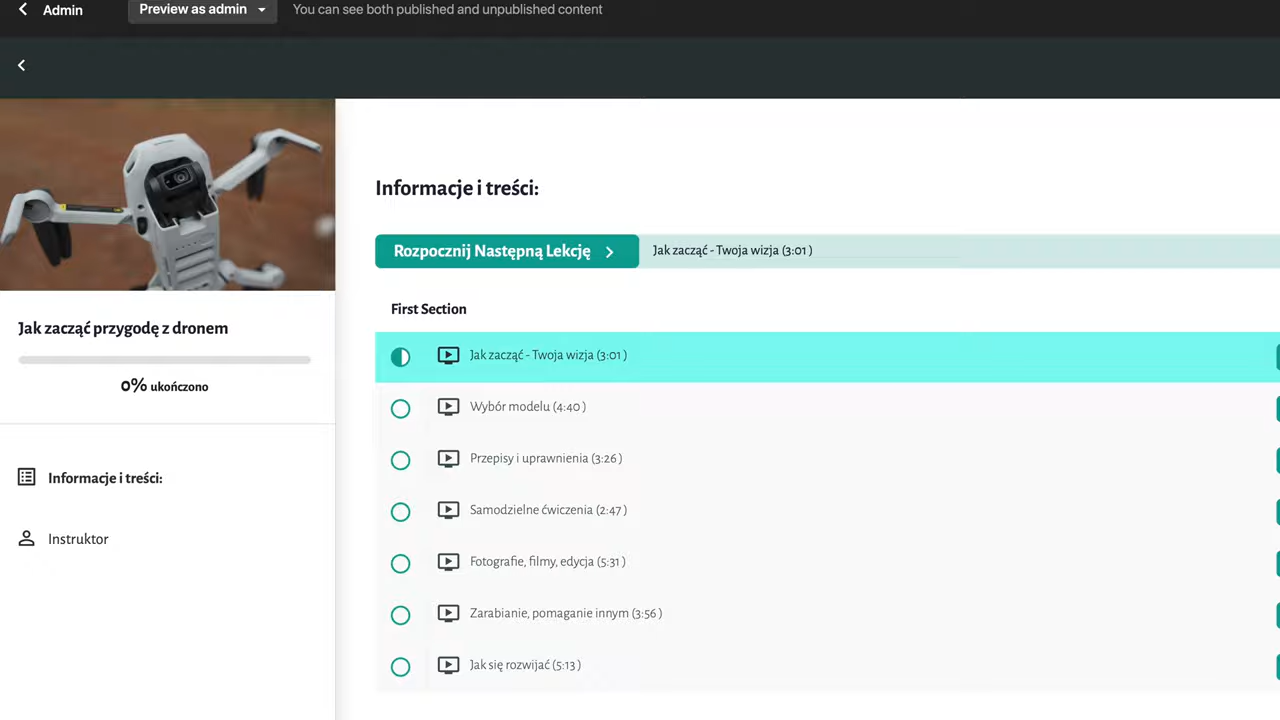 Admin
Preview as admin
You can see both published and unpublished content
Jak zacząć przygodę z dronem
0% ukończono
Informacje i treści:
Instruktor
Informacje i treści:
Rozpocznij Następną Lekcję
Jak zacząć - Twoja wizja (3:01 )
First Section
Jak zacząć - Twoja wizja (3:01 )
Wybór modelu (4:40 )
Przepisy i uprawnienia (3:26 )
Samodzielne ćwiczenia (2:47 )
Fotografie, filmy, edycja (5:31 )
Zarabianie, pomaganie innym (3:56 )
Jak się rozwijać (5:13 )